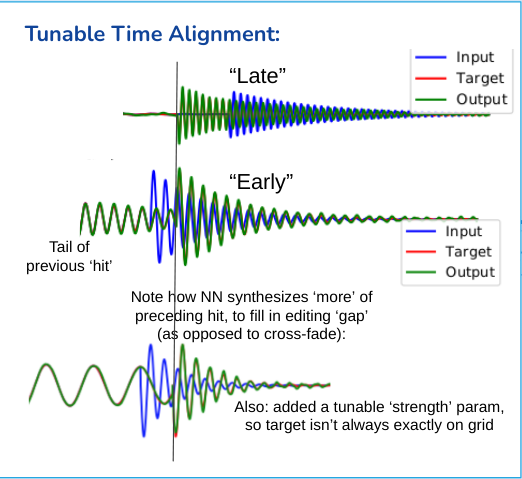 Tunable Time Alignment:
Input
Target
Output
“Late”
“Early”
Input
Target
Output
Tail of
previous ‘hit’
Note how NN synthesizes ‘more’ of
preceding hit, to fill in editing ‘gap’
(as opposed to cross-fade):
Also: added a tunable ‘strength’ param,
so target isn’t always exactly on grid